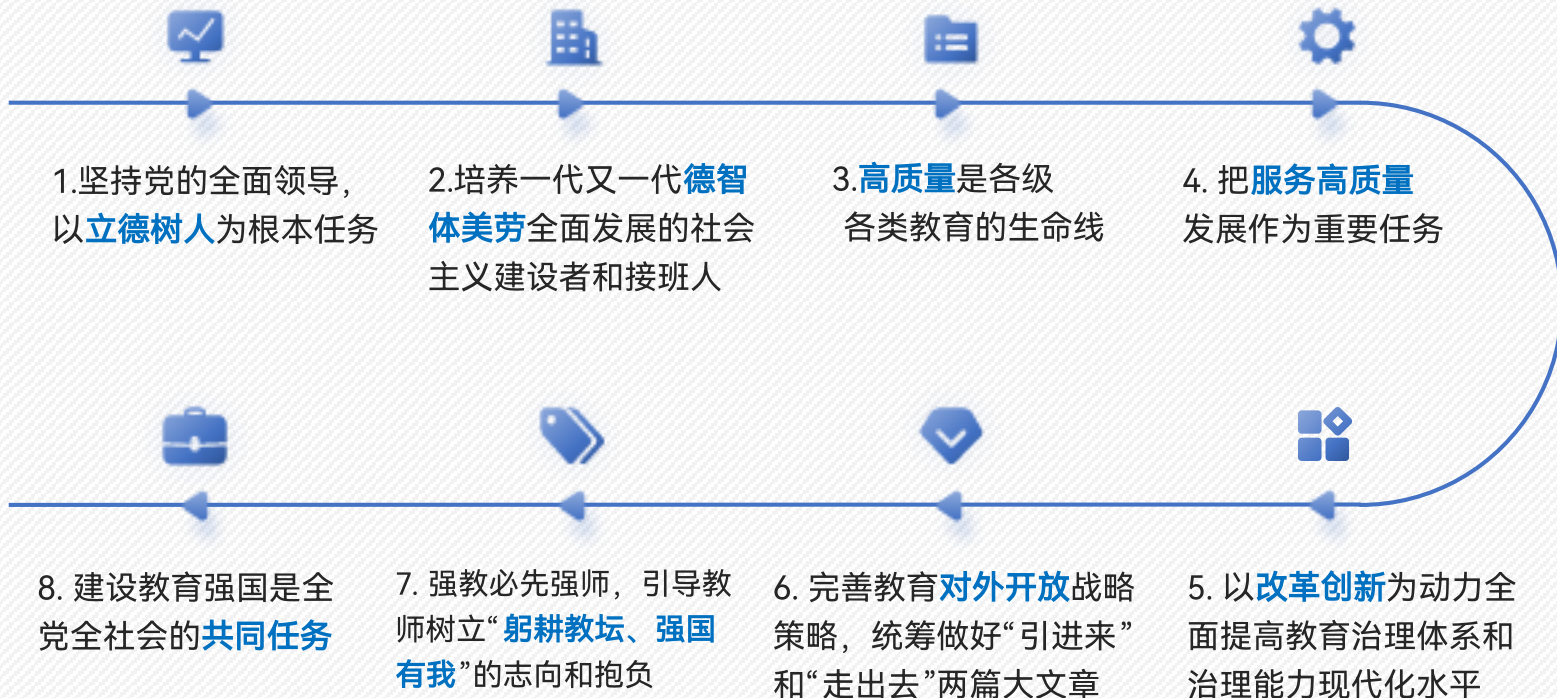 1.坚持党的全面领导，
以立德树人为根本任务
2.培养一代又一代德智
体美劳全面发展的社会
主义建设者和接班人
3.高质量是各级
各类教育的生命线
4. 把服务高质量
发展作为重要任务
5. 以改革创新为动力全
面提高教育治理体系和
治理能力现代化水平
6. 完善教育对外开放战略
策略，统筹做好“引进来”
和“走出去”两篇大文章
7. 强教必先强师，引导教
师树立“躬耕教坛、强国
有我”的志向和抱负
8. 建设教育强国是全
党全社会的共同任务